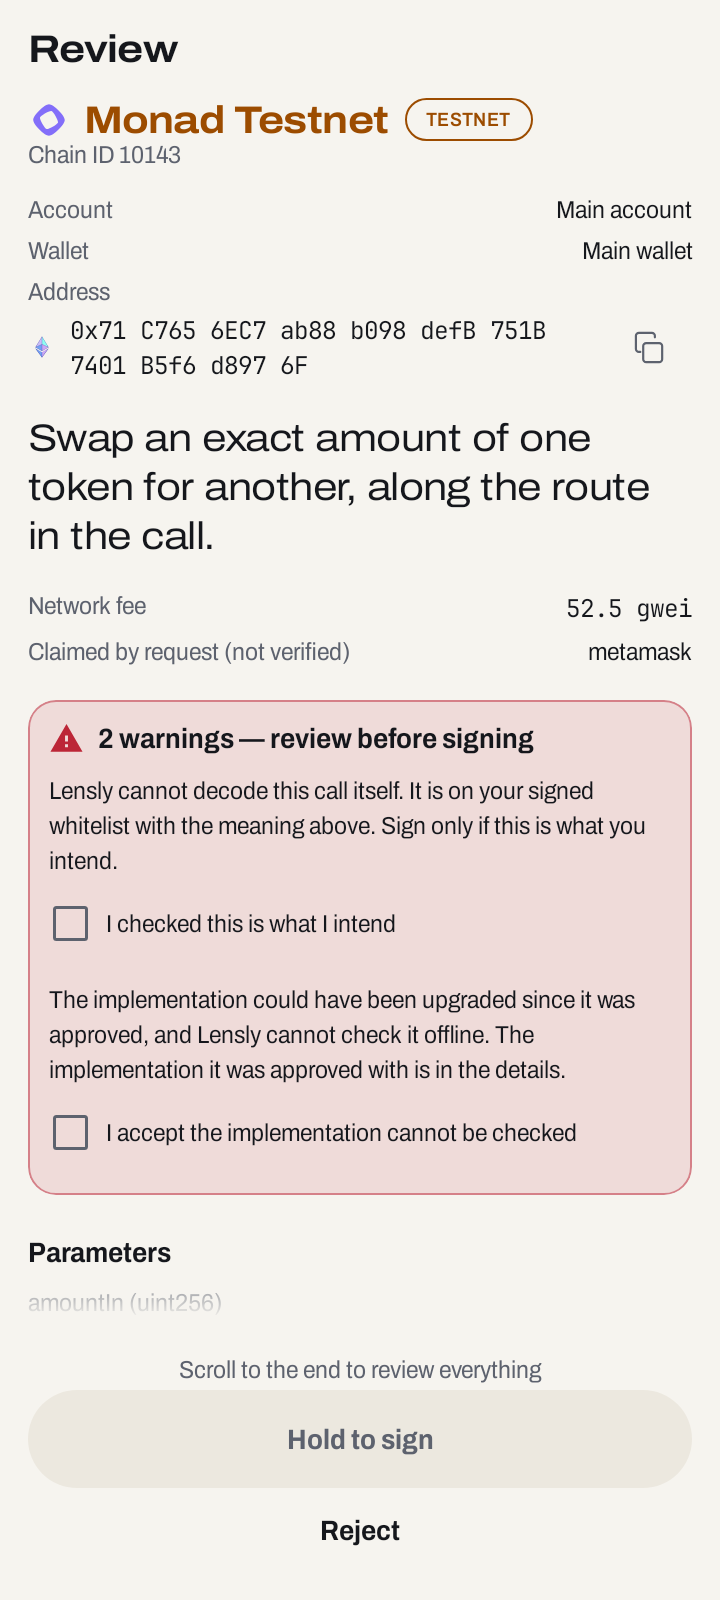 Review
Monad Testnet TESTNET
Chain ID 10143
Account Main account
Wallet Main wallet
Address
0x71 C765 6EC7 ab88 b098 defB 751B
7401 B5f6 d897 6F
Swap an exact amount of one
token for another, along the route
in the call.
Network fee 52.5 gwei
Claimed by request (not verified) metamask
2 warnings — review before signing
Lensly cannot decode this call itself. It is on your signed
whitelist with the meaning above. Sign only if this is what you
intend.
I checked this is what I intend
The implementation could have been upgraded since it was
approved, and Lensly cannot check it offline. The
implementation it was approved with is in the details.
I accept the implementation cannot be checked
Parameters
amountIn (uint256)
Scroll to the end to review everything
Hold to sign
Reject